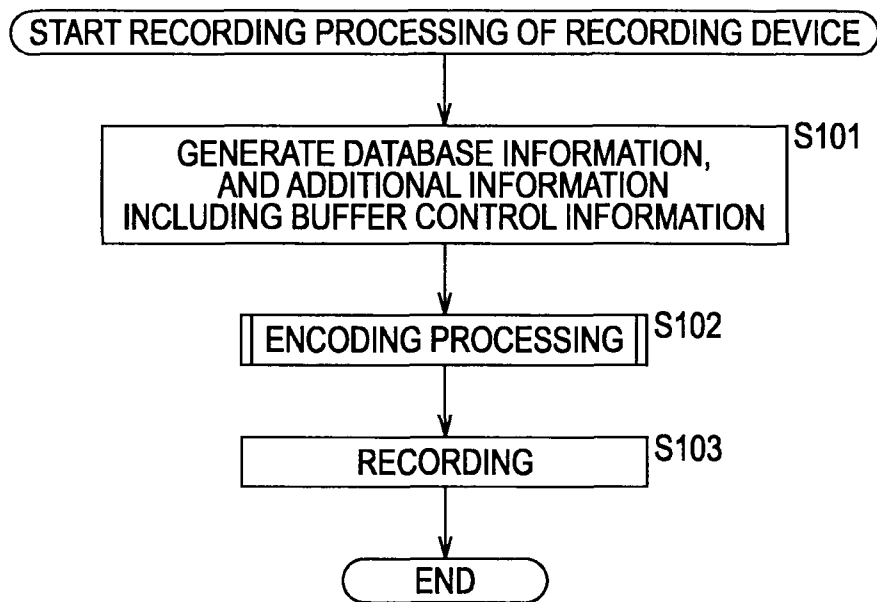 START RECORDING PROCESSING OF RECORDING DEVICE
S101
GENERATE DATABASE INFORMATION,
AND ADDITIONAL INFORMATION
INCLUDING BUFFER CONTROL INFORMATION
ENCODING PROCESSING
S102
RECORDING
S103
END